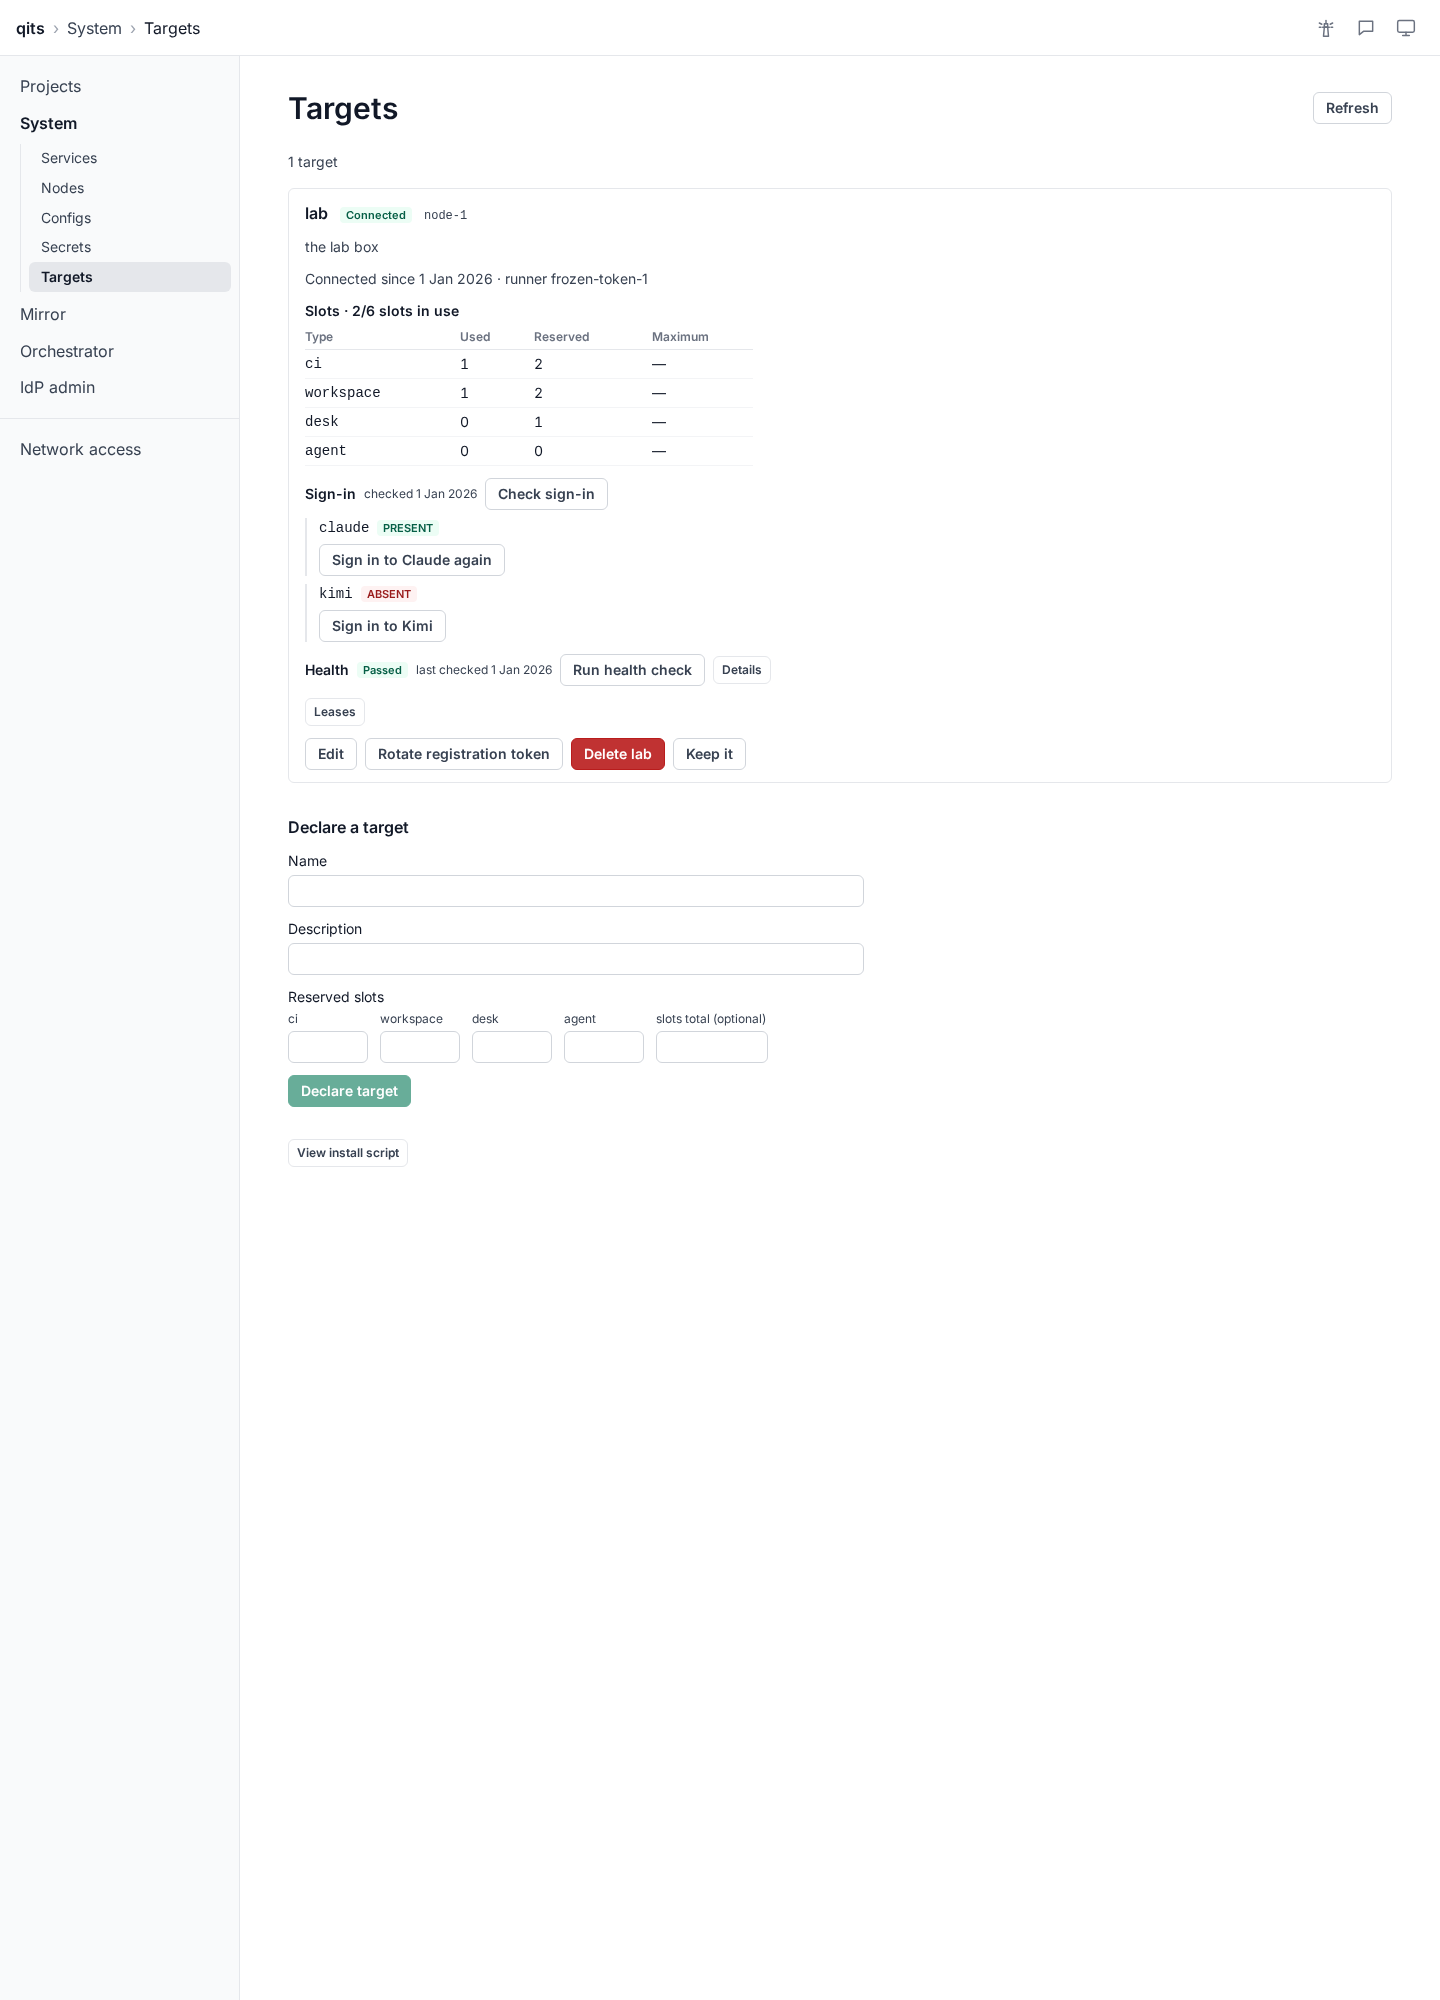 qits › System › Targets
Projects
System
Services
Nodes
Configs
Secrets
Targets
Mirror
Orchestrator
IdP admin
Network access
Targets
Refresh
1 target
lab Connected node-1
the lab box
Connected since 1 Jan 2026 · runner frozen-token-1
Slots · 2/6 slots in use
Type Used Reserved Maximum
ci 1 2 —
workspace 1 2 —
desk 0 1 —
agent 0 0 —
Sign-in checked 1 Jan 2026 Check sign-in
claude PRESENT
Sign in to Claude again
kimi ABSENT
Sign in to Kimi
Health Passed last checked 1 Jan 2026 Run health check Details
Leases
Edit Rotate registration token Delete lab Keep it
Declare a target
Name
Description
Reserved slots
ci workspace desk agent slots total (optional)
Declare target
View install script